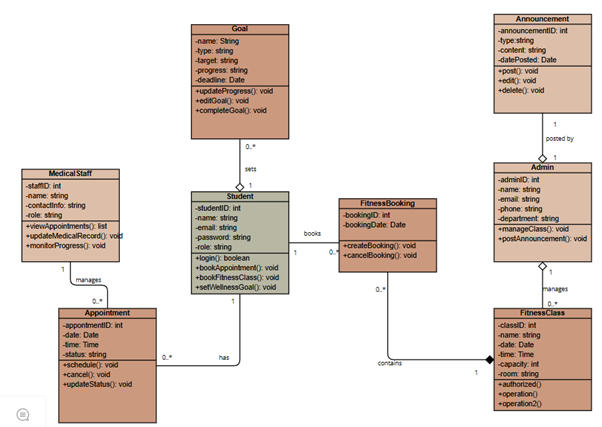 Goal
-name: String
-type: string
-target: string
-progress: string
-deadline: Date
+updateProgress(): void
+editGoal(): void
+completeGoal(): void
0..*
sets
1
Announcement
-announcementID: int
-type:string
-content: string
-datePosted: Date
+post(): void
+edit(): void
+delete(): void
1
posted by
1
MedicalStaff
-staffID: int
-name: string
-contactInfo: string
-role: string
+viewAppointments(): list
+updateMedicalRecord(): void
+monitorProgress(): void
1
manages
0..*
Student
-studentID: int
-name: string
-email: string
-password: string
-role: string
+login(): boolean
+bookAppointment(): void
+bookFitnessClass(): void
+setWellnessGoal(): void
books
1
0..*
FitnessBooking
-bookingID: int
-bookingDate: Date
+createBooking(): void
+cancelBooking(): void
Admin
-adminID: int
-name: string
-email: string
-phone: string
-department: string
+manageClass(): void
+postAnnouncement(): void
1
manages
0..*
Appointment
-appontmentID: int
-date: Date
-time: Time
-status: string
+schedule(): void
+cancel(): void
+updateStatus(): void
1
has
0..*
0..*
contains
1
FitnessClass
-classID: int
-name: string
-date: Date
-time: Time
-capacity: int
-room: string
+authorized()
+operation()
+operation2()